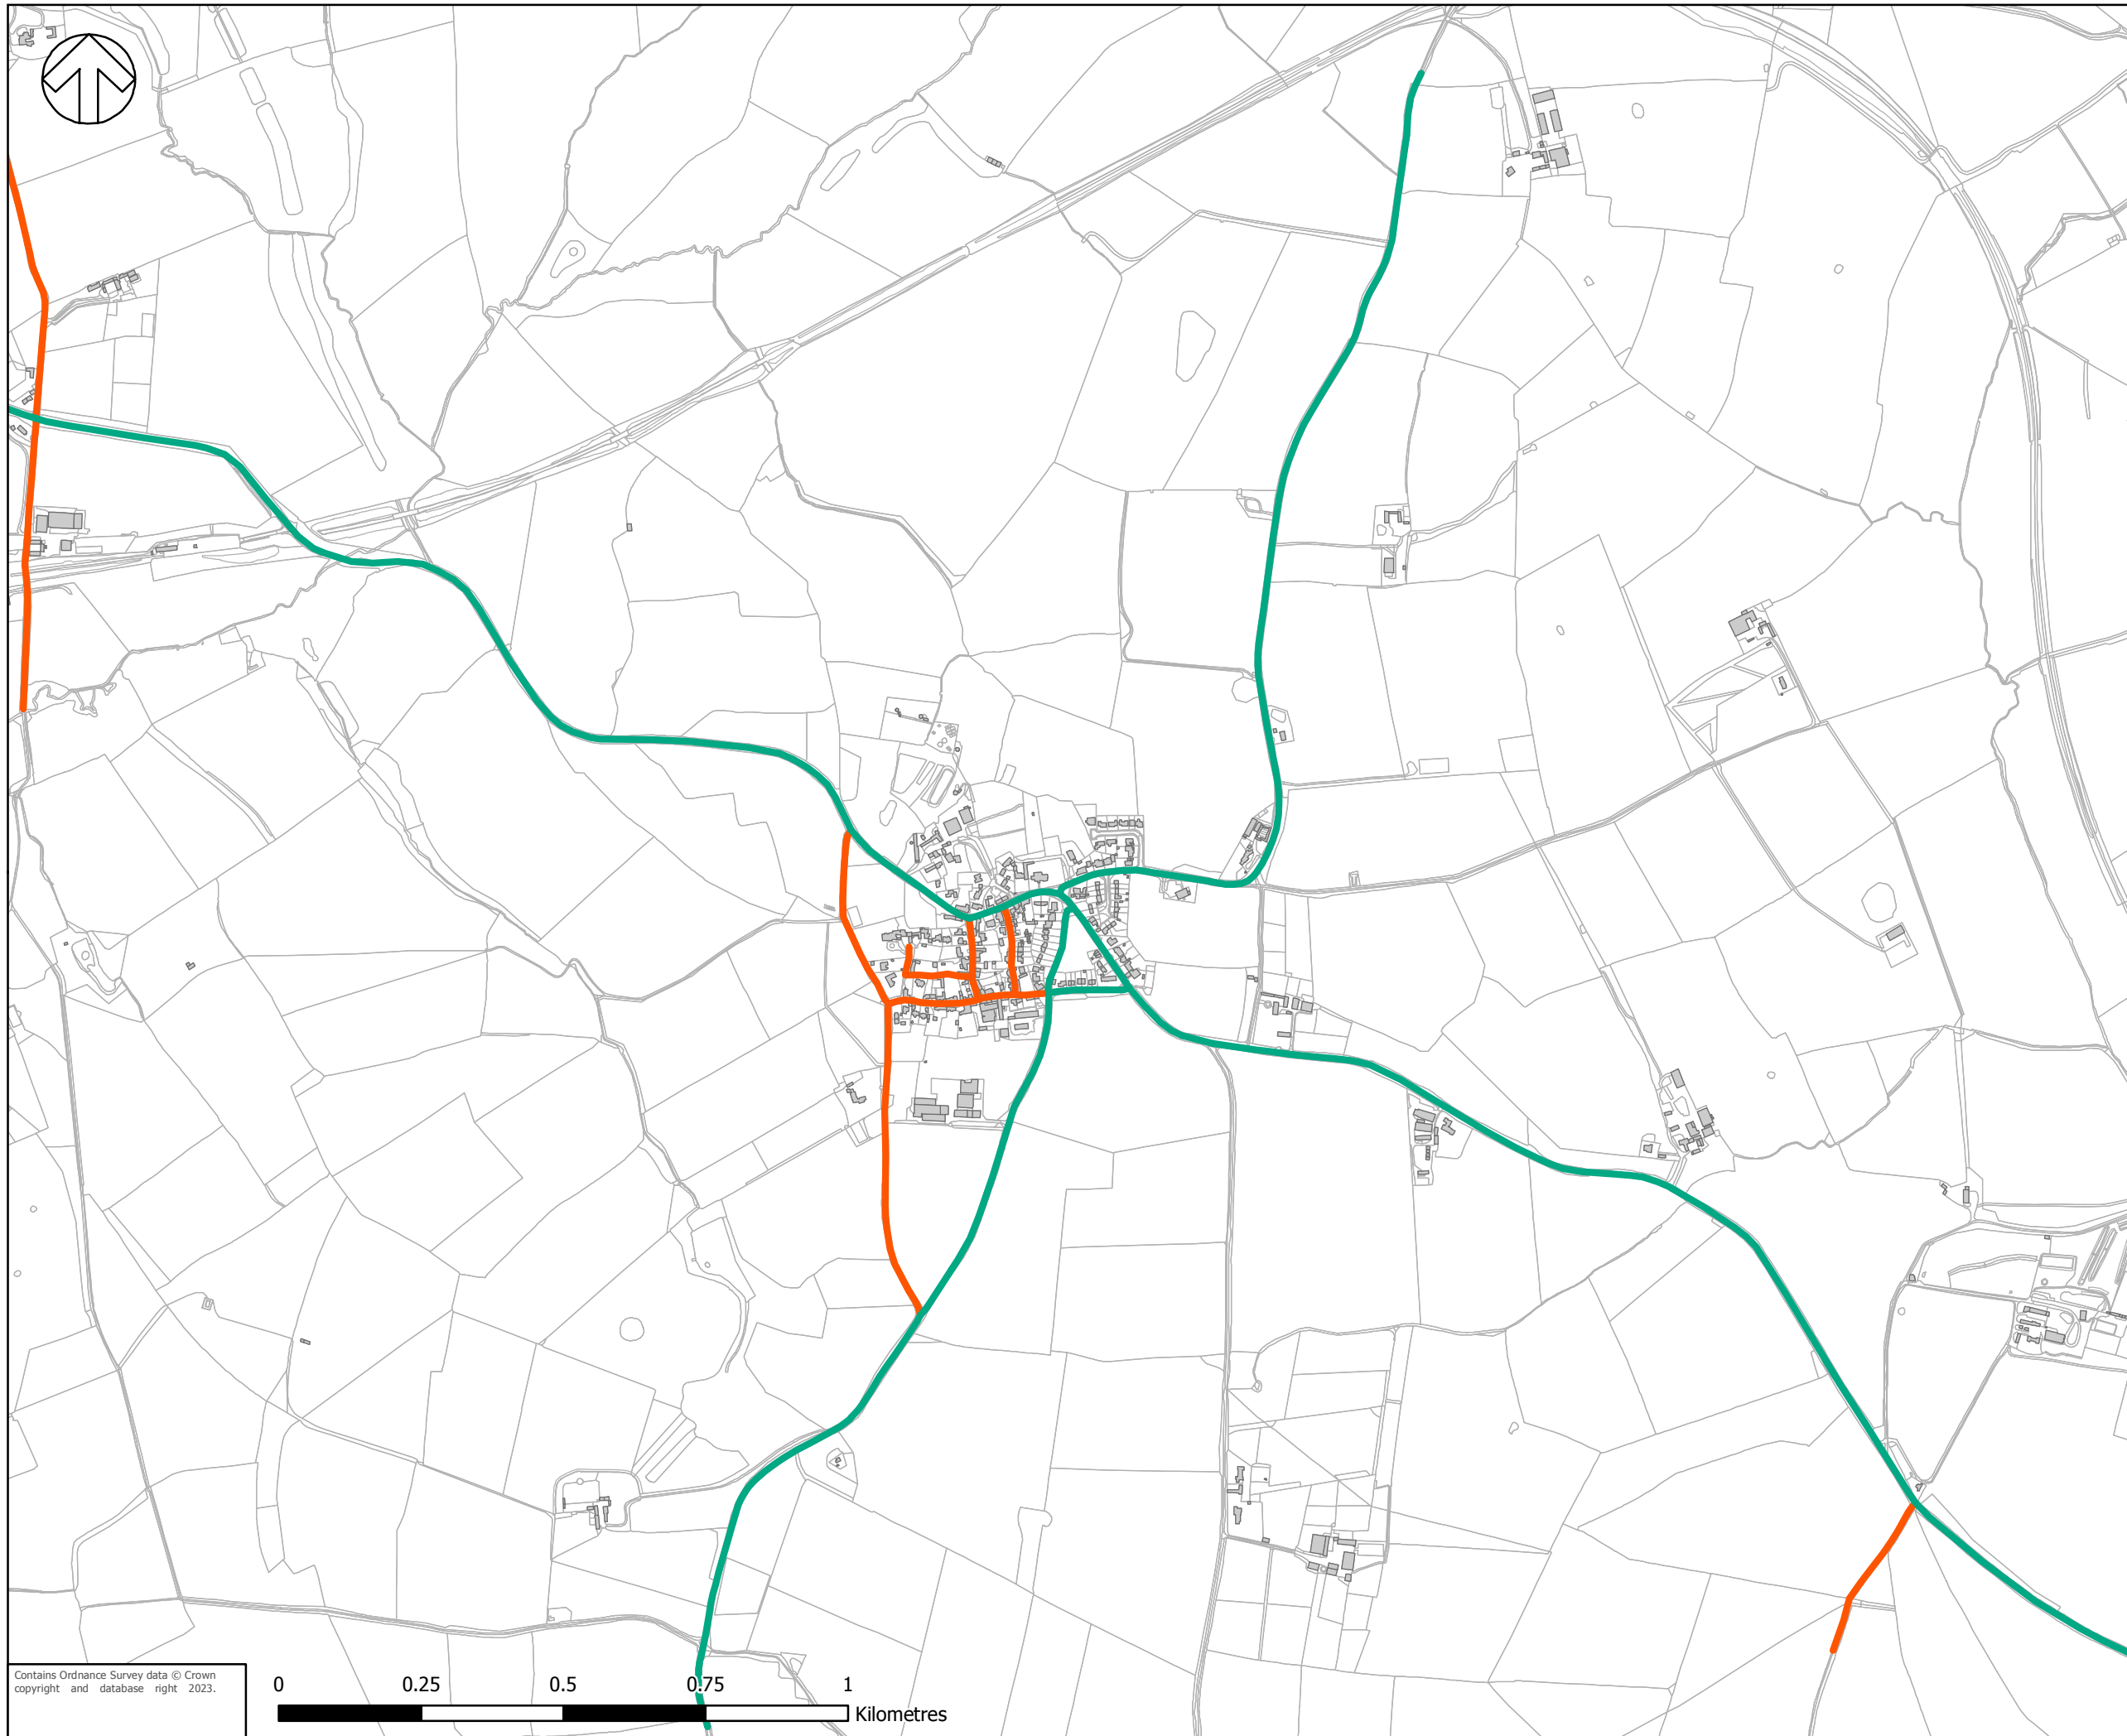 Contains Ordnance Survey data © Crown
copyright and database right 2023.
0 0.25 0.5 0.75 1
Kilometres